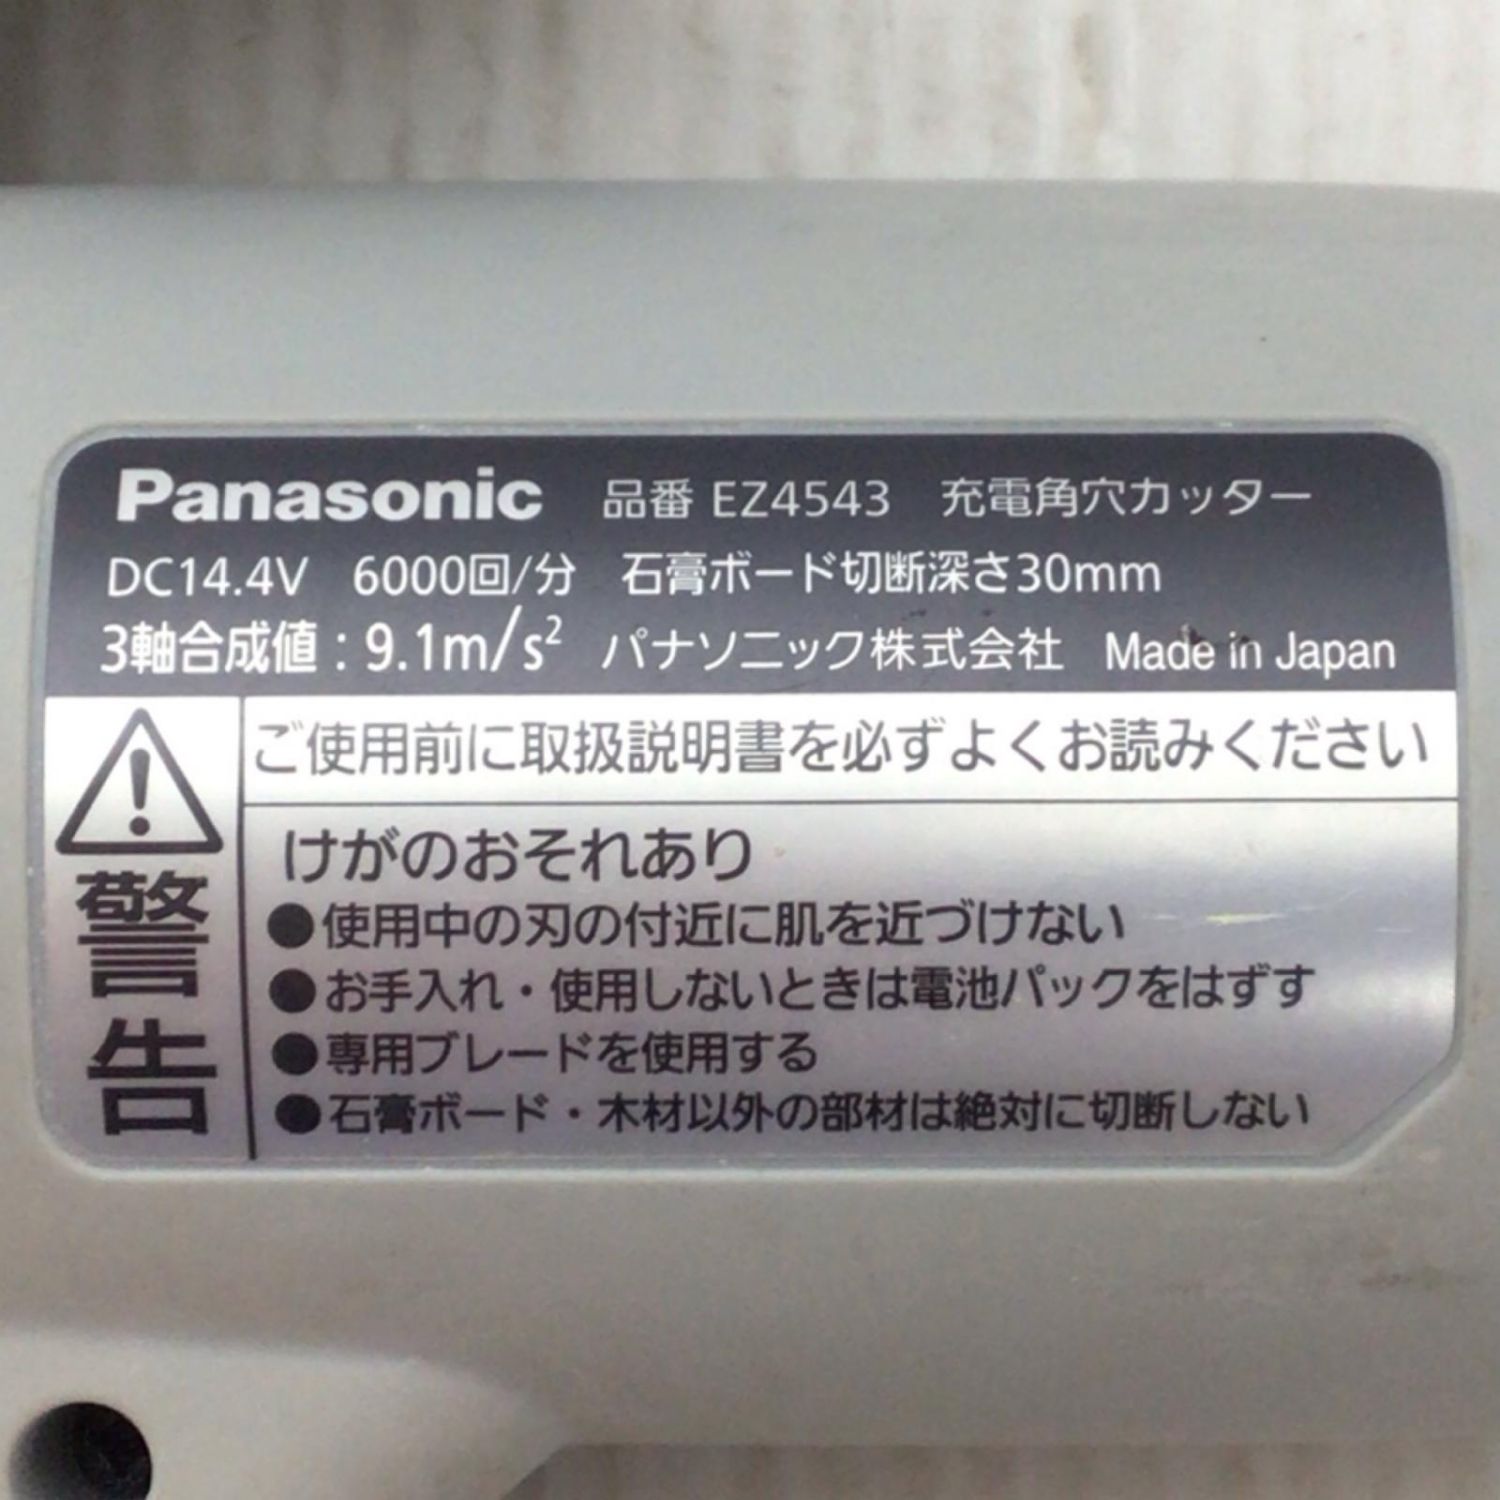 Panasonic 品番 EZ4543 充電角穴カッター
DC14.4V 6000回/分 石膏ボード切断深さ30mm
3軸合成値:9.1m/s² パナソニック株式会社 Made in Japan
警告
ご使用前に取扱説明書を必ずよくお読みください
けがのおそれあり
●使用中の刃の付近に肌を近づけない
●お手入れ・使用しないときは電池パックをはずす
●専用ブレードを使用する
●石膏ボード・木材以外の部材は絶対に切断しない